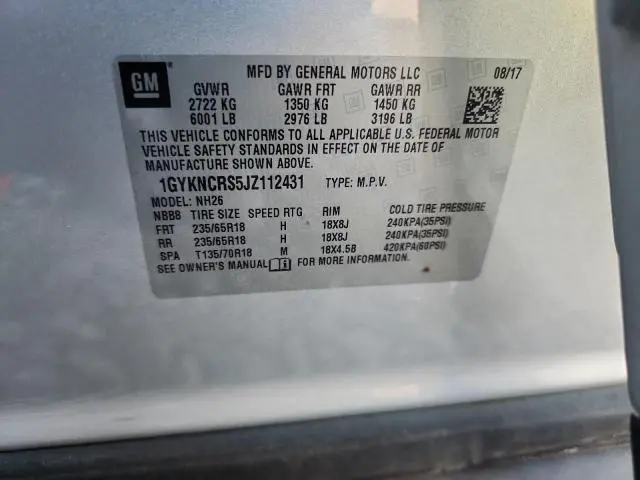 GM
MFD BY GENERAL MOTORS LLC 08/17
GVWR GAWR FRT GAWR RR
2722 KG 1350 KG 1450 KG
6001 LB 2976 LB 3196 LB
THIS VEHICLE CONFORMS TO ALL APPLICABLE U.S. FEDERAL MOTOR
VEHICLE SAFETY STANDARDS IN EFFECT ON THE DATE OF
MANUFACTURE SHOWN ABOVE.
1GYKNCRS5JZ112431 TYPE: M.P.V.
MODEL: NH26
NBB8 TIRE SIZE SPEED RTG RIM COLD TIRE PRESSURE
FRT 235/65R18 H 18X8J 240KPA(35PSI)
RR 235/65R18 H 18X8J 240KPA(35PSI)
SPA T135/70R18 M 18X4.5B 420KPA(60PSI)
SEE OWNER'S MANUAL FOR MORE INFORMATION